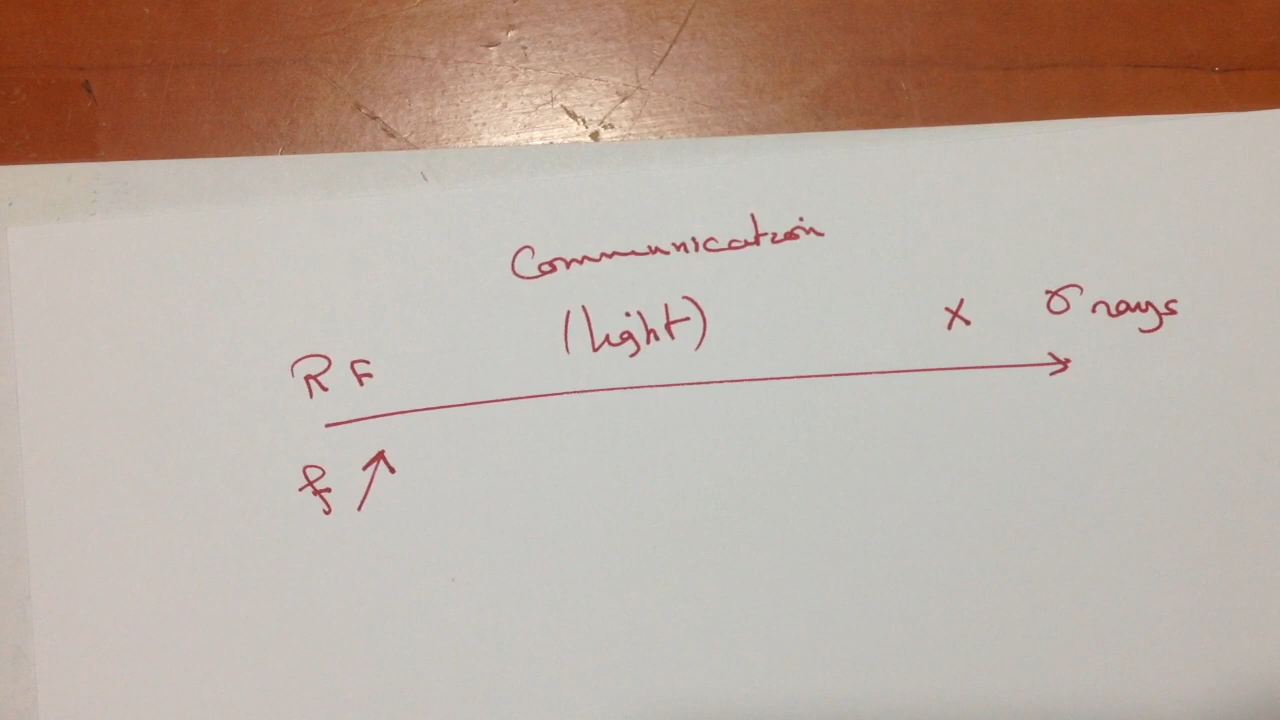 Communication
(light)
X γ rays
RF
f ↗